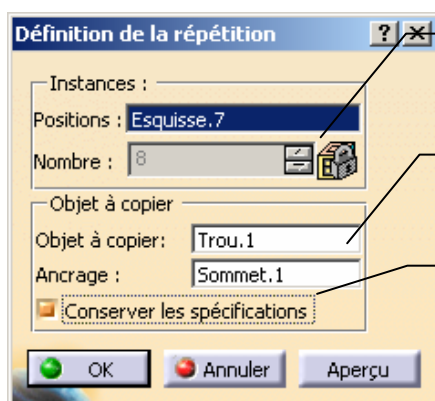 Définition de la répétition
Instances :
Positions : Esquisse.7
Nombre : 8
Objet à copier
Objet à copier: Trou.1
Ancrage : Sommet.1
Conserver les spécifications
OK Annuler Aperçu